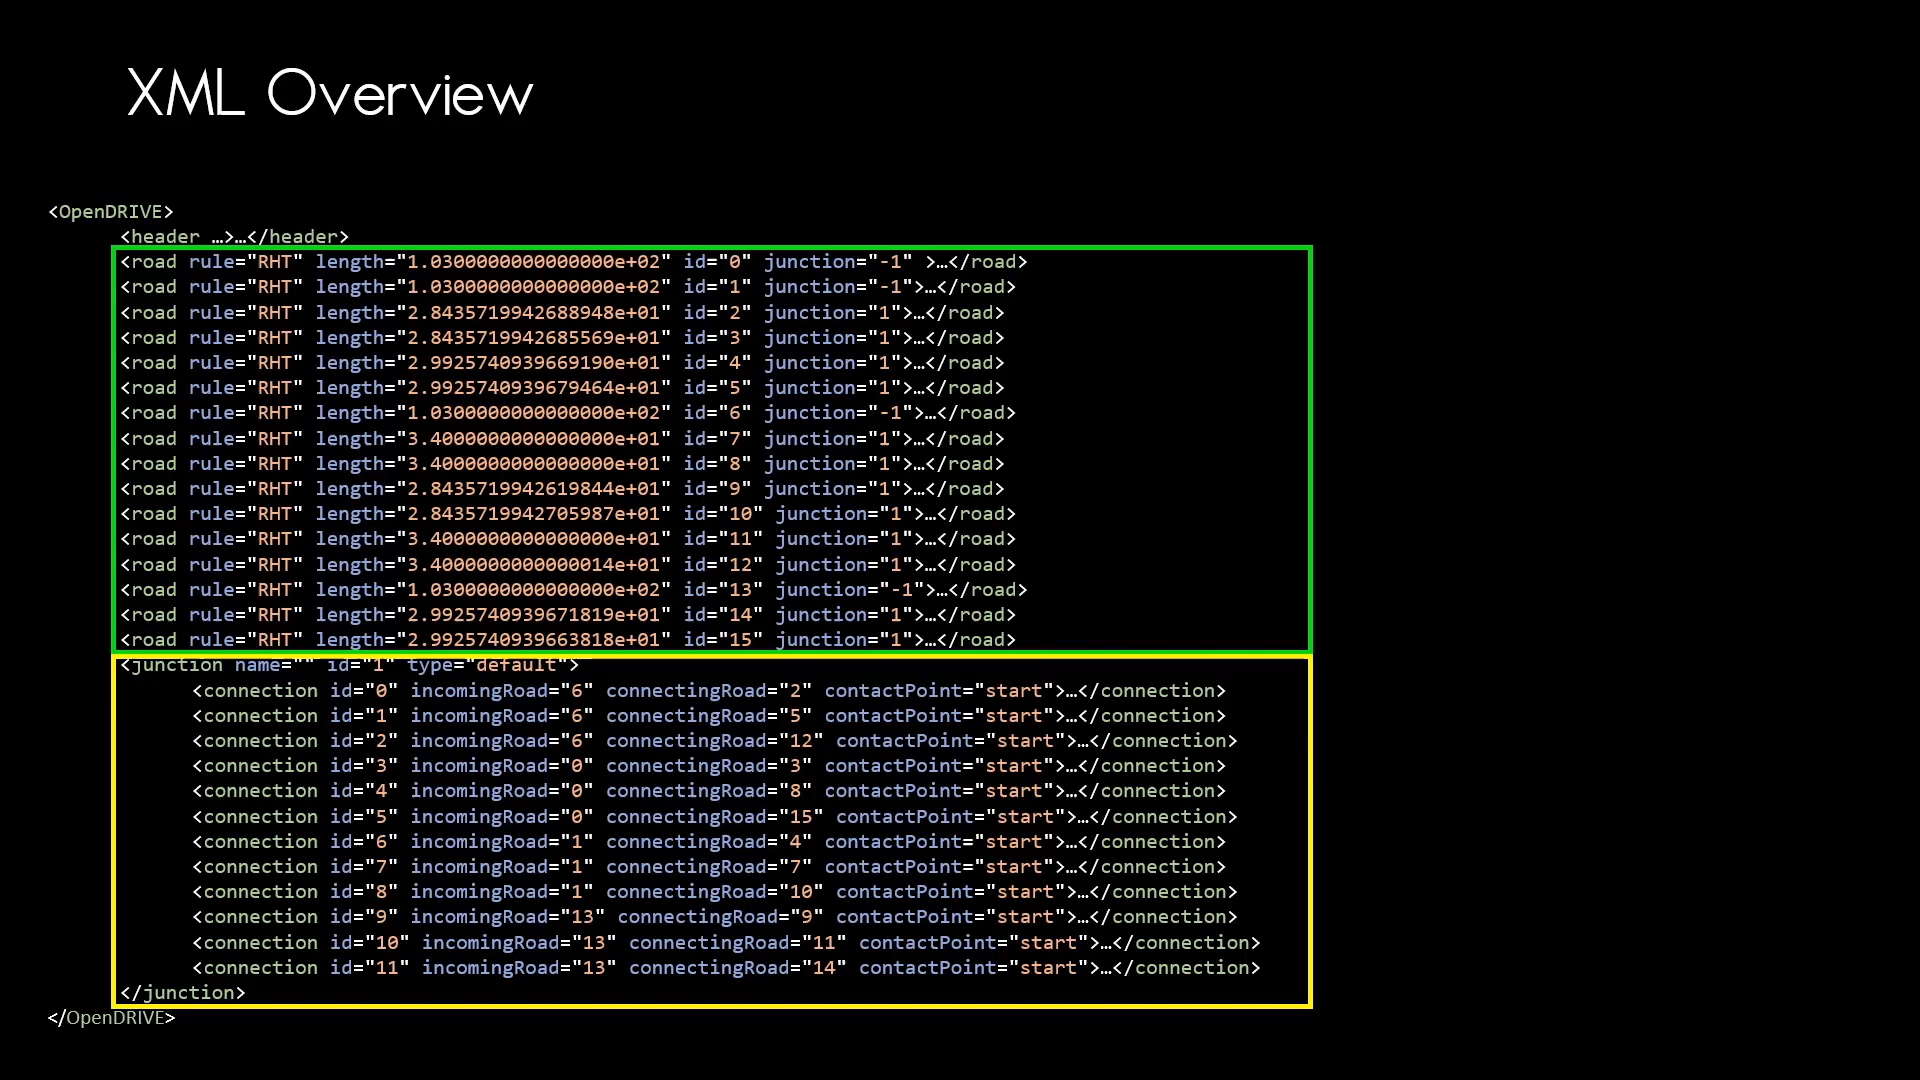 XML Overview
<OpenDRIVE>
<header …>…</header>
<road rule="RHT" length="1.0300000000000000e+02" id="0" junction="-1" >…</road>
<road rule="RHT" length="1.0300000000000000e+02" id="1" junction="-1">…</road>
<road rule="RHT" length="2.8435719942688948e+01" id="2" junction="1">…</road>
<road rule="RHT" length="2.8435719942685569e+01" id="3" junction="1">…</road>
<road rule="RHT" length="2.9925740939669190e+01" id="4" junction="1">…</road>
<road rule="RHT" length="2.9925740939679464e+01" id="5" junction="1">…</road>
<road rule="RHT" length="1.0300000000000000e+02" id="6" junction="-1">…</road>
<road rule="RHT" length="3.4000000000000000e+01" id="7" junction="1">…</road>
<road rule="RHT" length="3.4000000000000000e+01" id="8" junction="1">…</road>
<road rule="RHT" length="2.8435719942619844e+01" id="9" junction="1">…</road>
<road rule="RHT" length="2.8435719942705987e+01" id="10" junction="1">…</road>
<road rule="RHT" length="3.4000000000000000e+01" id="11" junction="1">…</road>
<road rule="RHT" length="3.4000000000000014e+01" id="12" junction="1">…</road>
<road rule="RHT" length="1.0300000000000000e+02" id="13" junction="-1">…</road>
<road rule="RHT" length="2.9925740939671819e+01" id="14" junction="1">…</road>
<road rule="RHT" length="2.9925740939663818e+01" id="15" junction="1">…</road>
<junction name="" id="1" type="default">
<connection id="0" incomingRoad="6" connectingRoad="2" contactPoint="start">…</connection>
<connection id="1" incomingRoad="6" connectingRoad="5" contactPoint="start">…</connection>
<connection id="2" incomingRoad="6" connectingRoad="12" contactPoint="start">…</connection>
<connection id="3" incomingRoad="0" connectingRoad="3" contactPoint="start">…</connection>
<connection id="4" incomingRoad="0" connectingRoad="8" contactPoint="start">…</connection>
<connection id="5" incomingRoad="0" connectingRoad="15" contactPoint="start">…</connection>
<connection id="6" incomingRoad="1" connectingRoad="4" contactPoint="start">…</connection>
<connection id="7" incomingRoad="1" connectingRoad="7" contactPoint="start">…</connection>
<connection id="8" incomingRoad="1" connectingRoad="10" contactPoint="start">…</connection>
<connection id="9" incomingRoad="13" connectingRoad="9" contactPoint="start">…</connection>
<connection id="10" incomingRoad="13" connectingRoad="11" contactPoint="start">…</connection>
<connection id="11" incomingRoad="13" connectingRoad="14" contactPoint="start">…</connection>
</junction>
</OpenDRIVE>